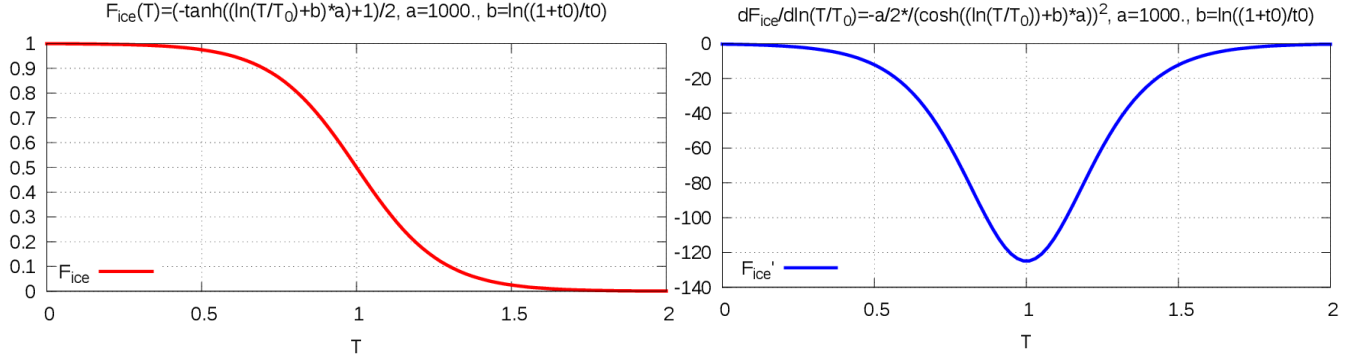 F_ice(T)=(-tanh((ln(T/T_0)+b)*a)+1)/2, a=1000., b=ln((1+t0)/t0)
1
0.9
0.8
0.7
0.6
0.5
0.4
0.3
0.2
0.1
0
F_ice
0 0.5 1 1.5 2
T
dF_ice/dln(T/T_0)=-a/2*/(cosh((ln(T/T_0))+b)*a))^2, a=1000., b=ln((1+t0)/t0)
0
-20
-40
-60
-80
-100
-120
-140
F_ice'
0 0.5 1 1.5 2
T